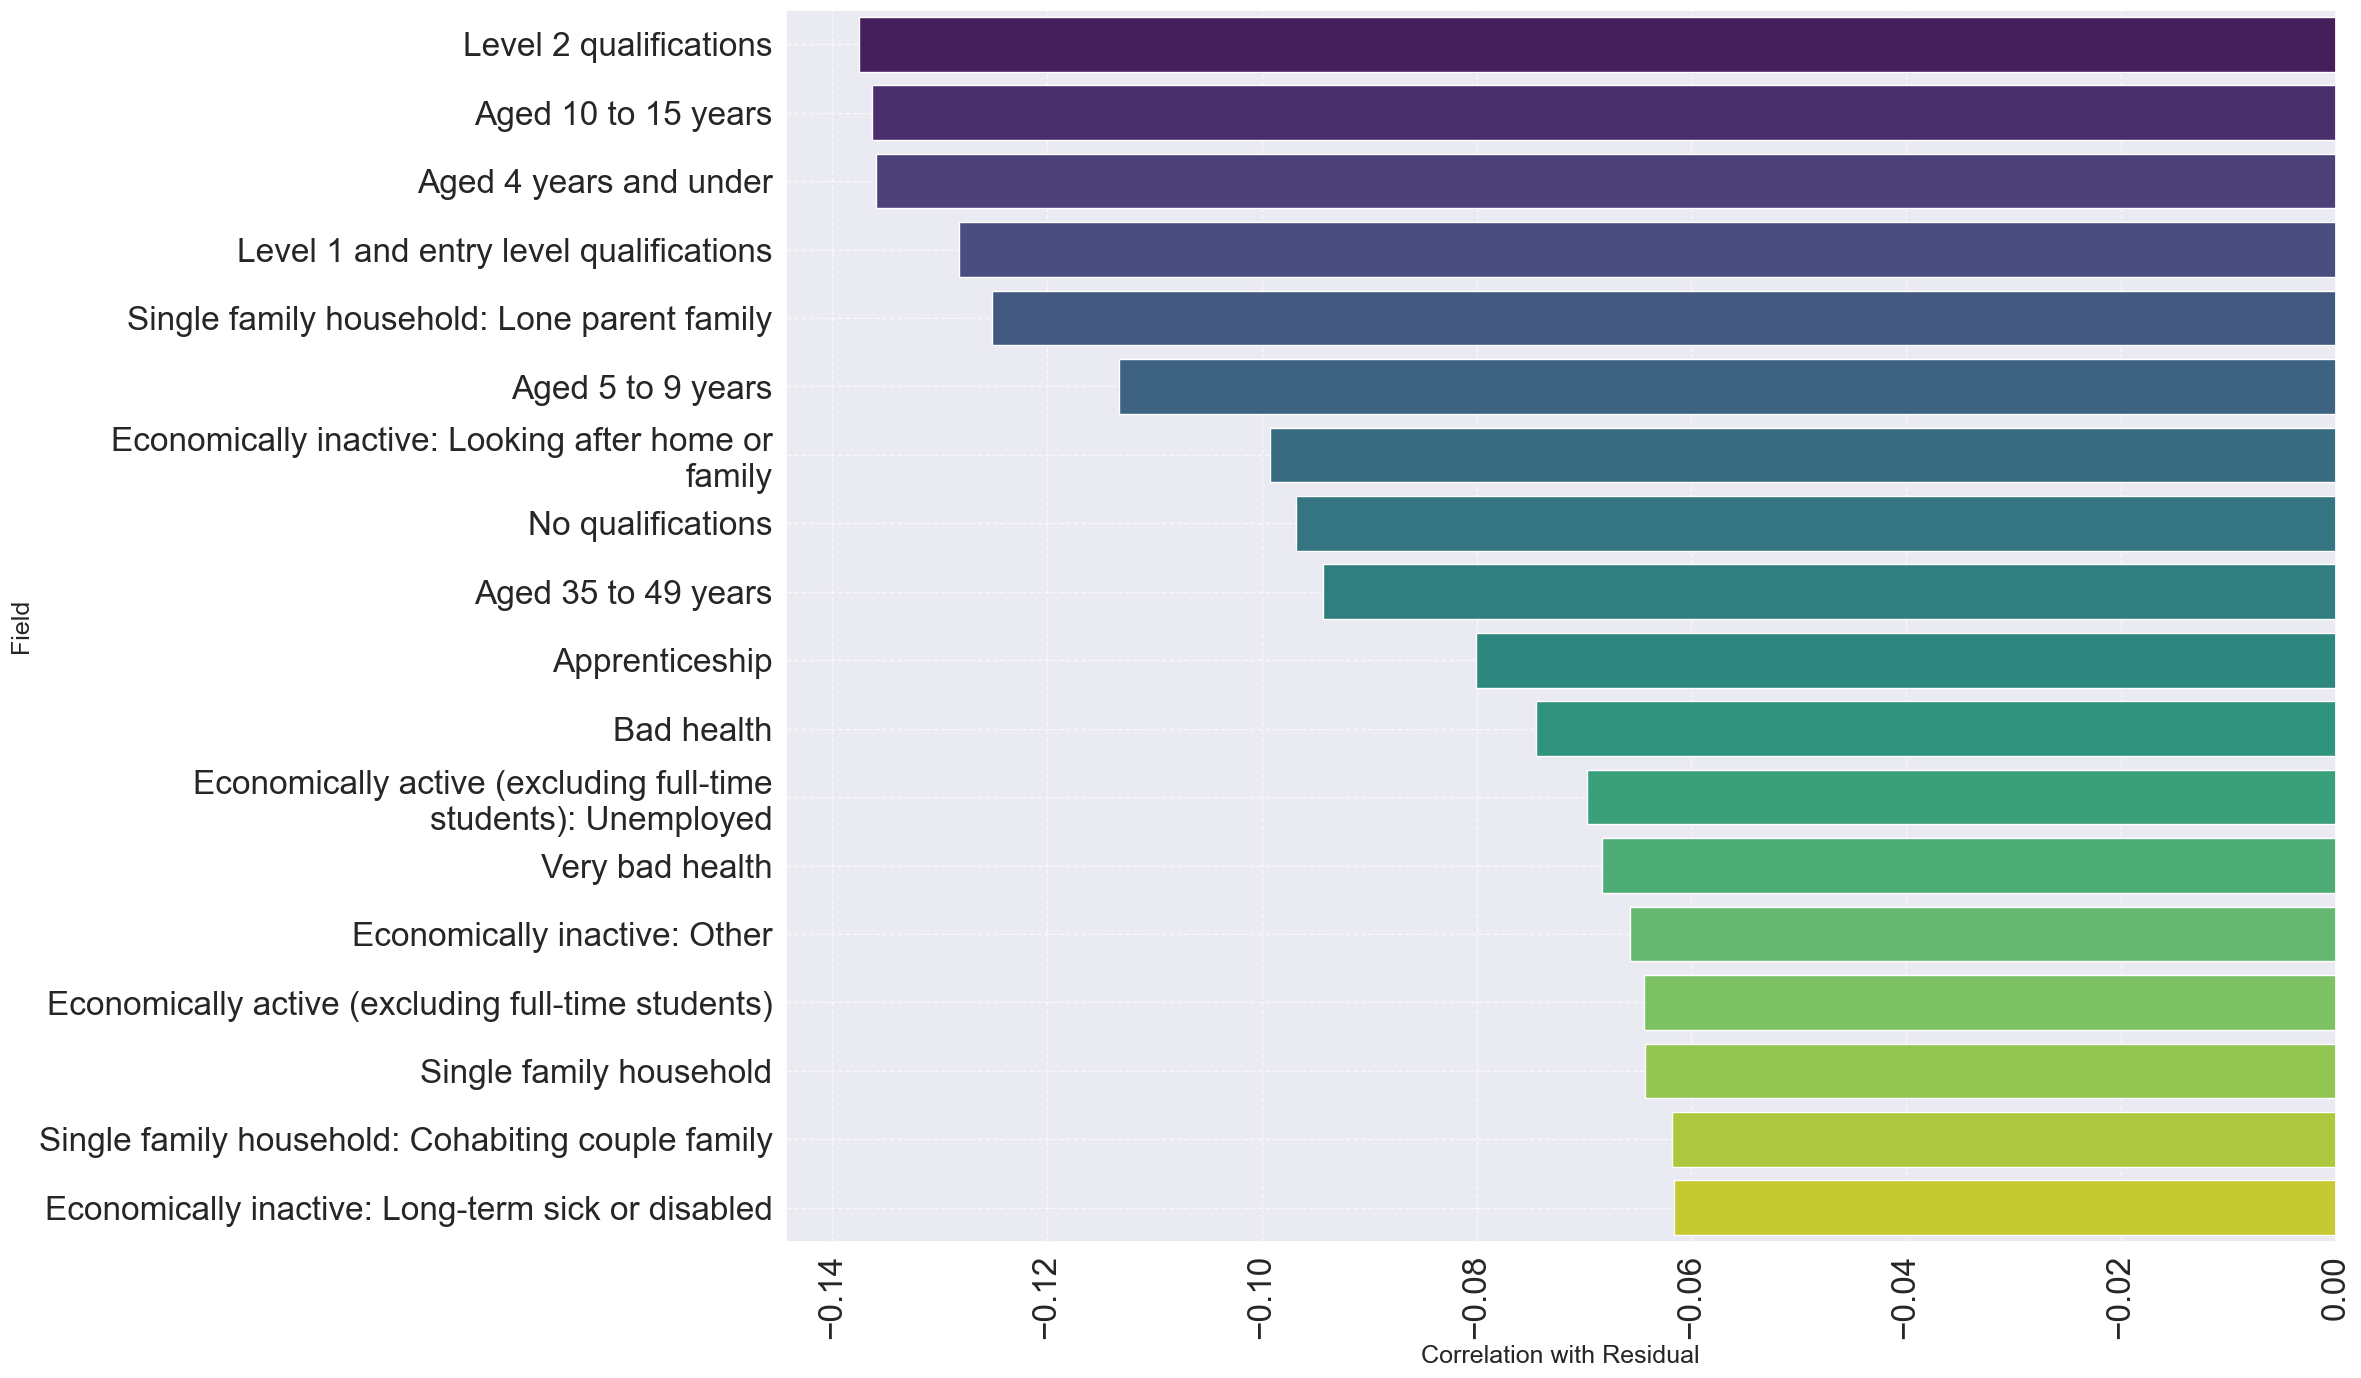 Level 2 qualifications
Aged 10 to 15 years
Aged 4 years and under
Level 1 and entry level qualifications
Single family household: Lone parent family
Aged 5 to 9 years
Economically inactive: Looking after home or
family
No qualifications
Aged 35 to 49 years
Apprenticeship
Bad health
Economically active (excluding full-time
students): Unemployed
Very bad health
Economically inactive: Other
Economically active (excluding full-time students)
Single family household
Single family household: Cohabiting couple family
Economically inactive: Long-term sick or disabled
Field
−0.14
−0.12
−0.10
−0.08
−0.06
−0.04
−0.02
0.00
Correlation with Residual